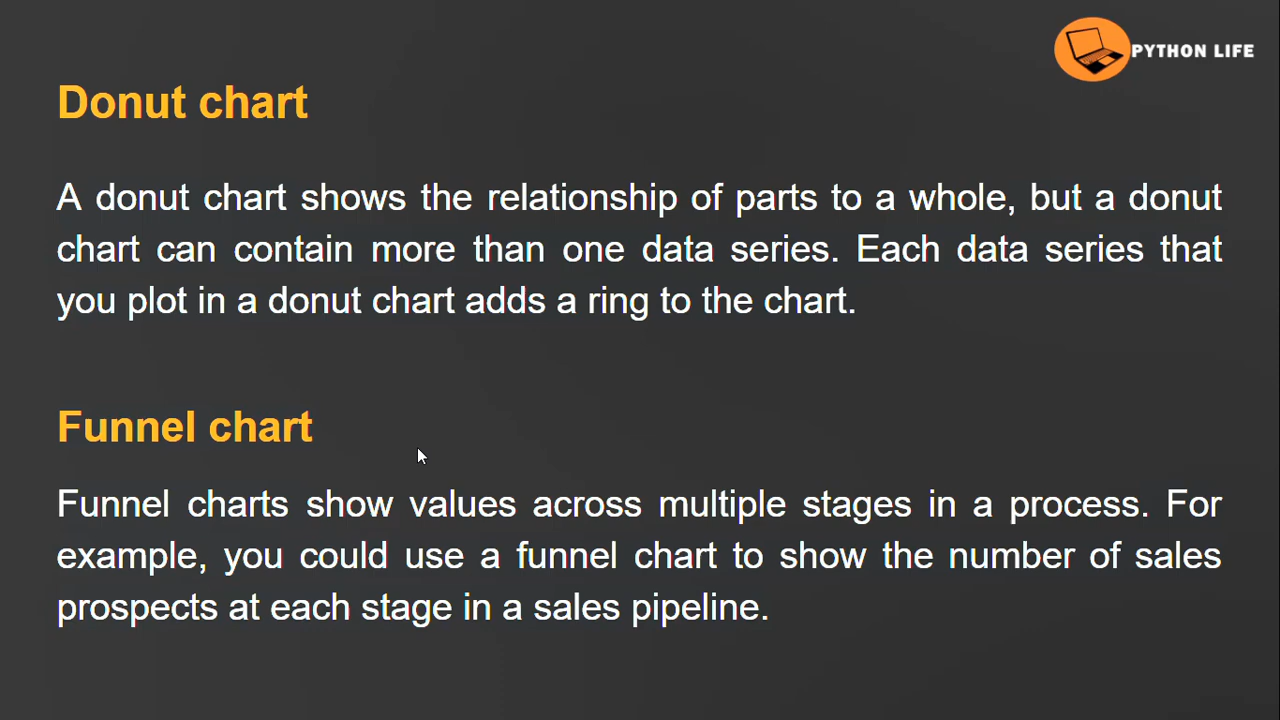 PYTHON LIFE
Donut chart
A donut chart shows the relationship of parts to a whole, but a donut
chart can contain more than one data series. Each data series that
you plot in a donut chart adds a ring to the chart.
Funnel chart
Funnel charts show values across multiple stages in a process. For
example, you could use a funnel chart to show the number of sales
prospects at each stage in a sales pipeline.